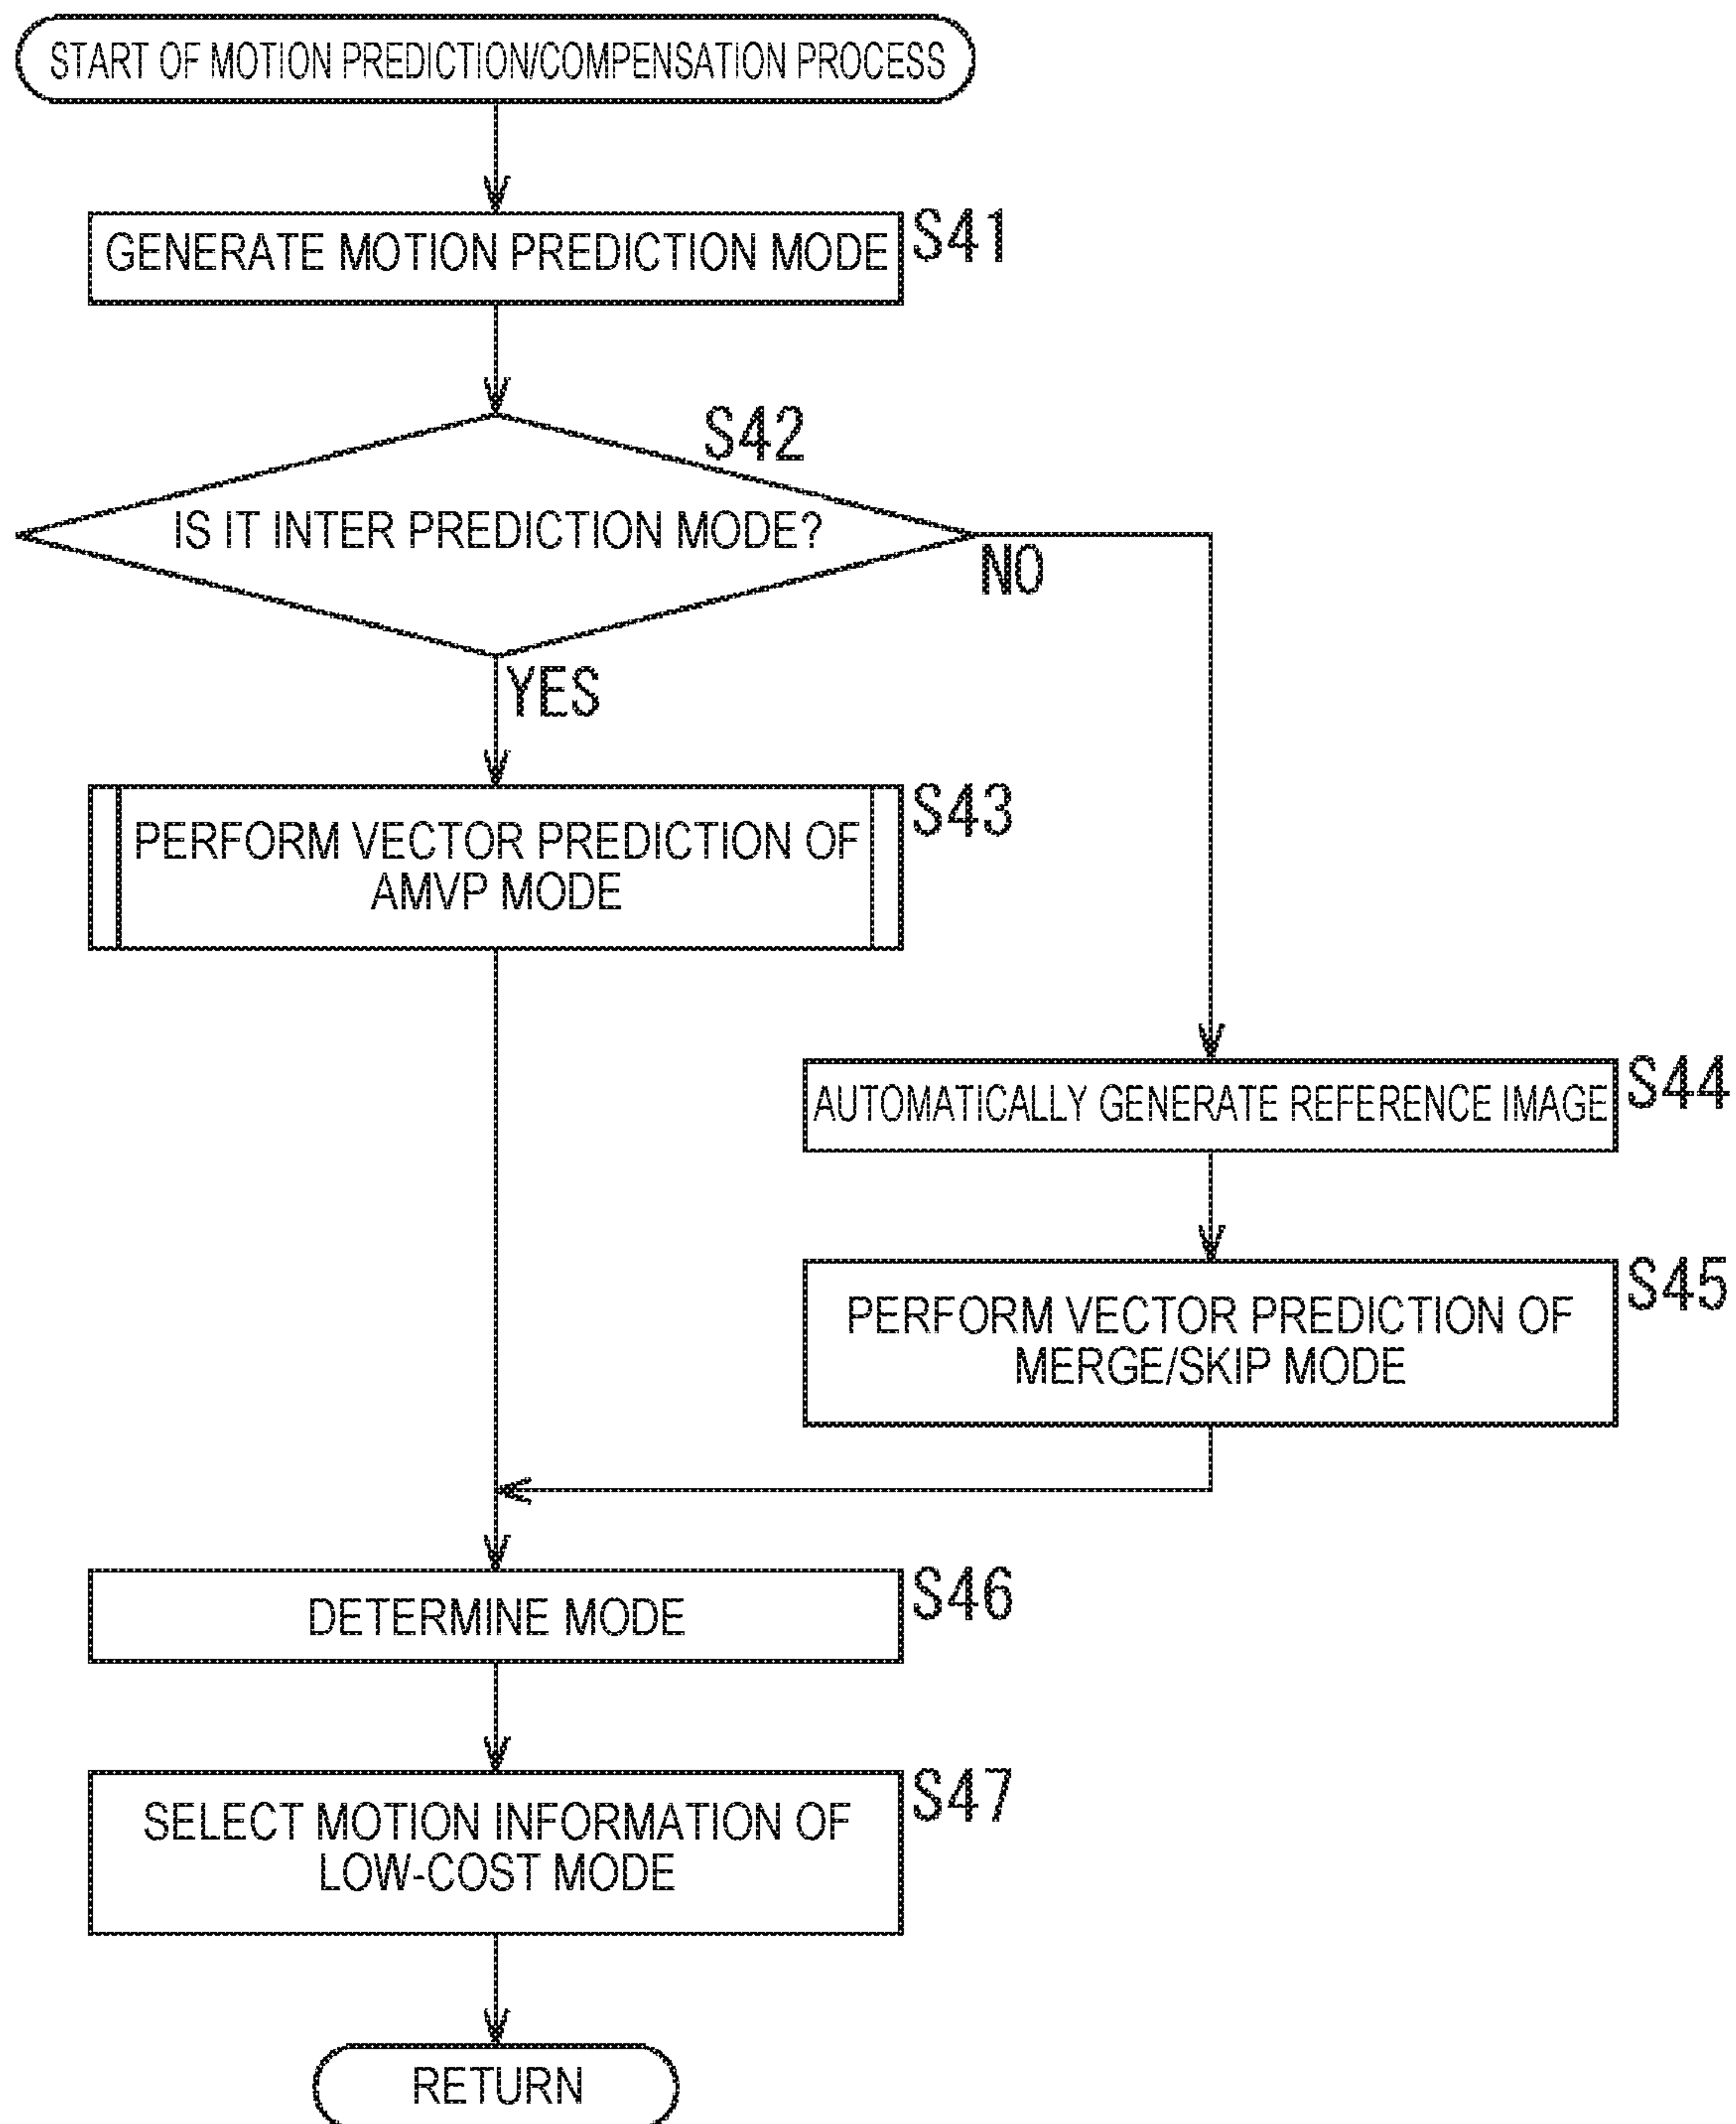 START OF MOTION PREDICTION/COMPENSATION PROCESS
GENERATE MOTION PREDICTION MODE
S41
S42
IS IT INTER PREDICTION MODE?
NO
YES
PERFORM VECTOR PREDICTION OF
AMVP MODE
S43
AUTOMATICALLY GENERATE REFERENCE IMAGE
S44
PERFORM VECTOR PREDICTION OF
MERGE/SKIP MODE
S45
DETERMINE MODE
S46
SELECT MOTION INFORMATION OF
LOW-COST MODE
S47
RETURN